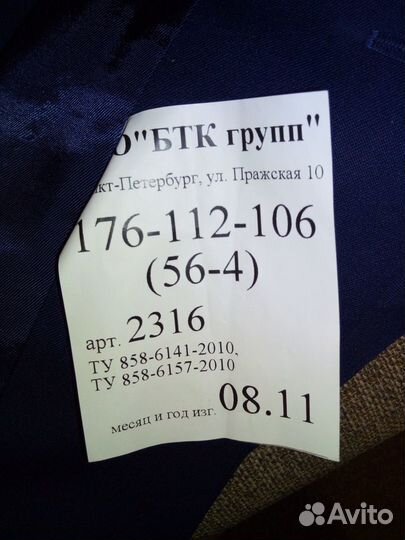 О"БТК групп"
кт-Петербург, ул. Пражская 10
176-112-106
(56-4)
арт. 2316
ТУ 858-6141-2010,
ТУ 858-6157-2010
месяц и год изг. 08.11
Avito